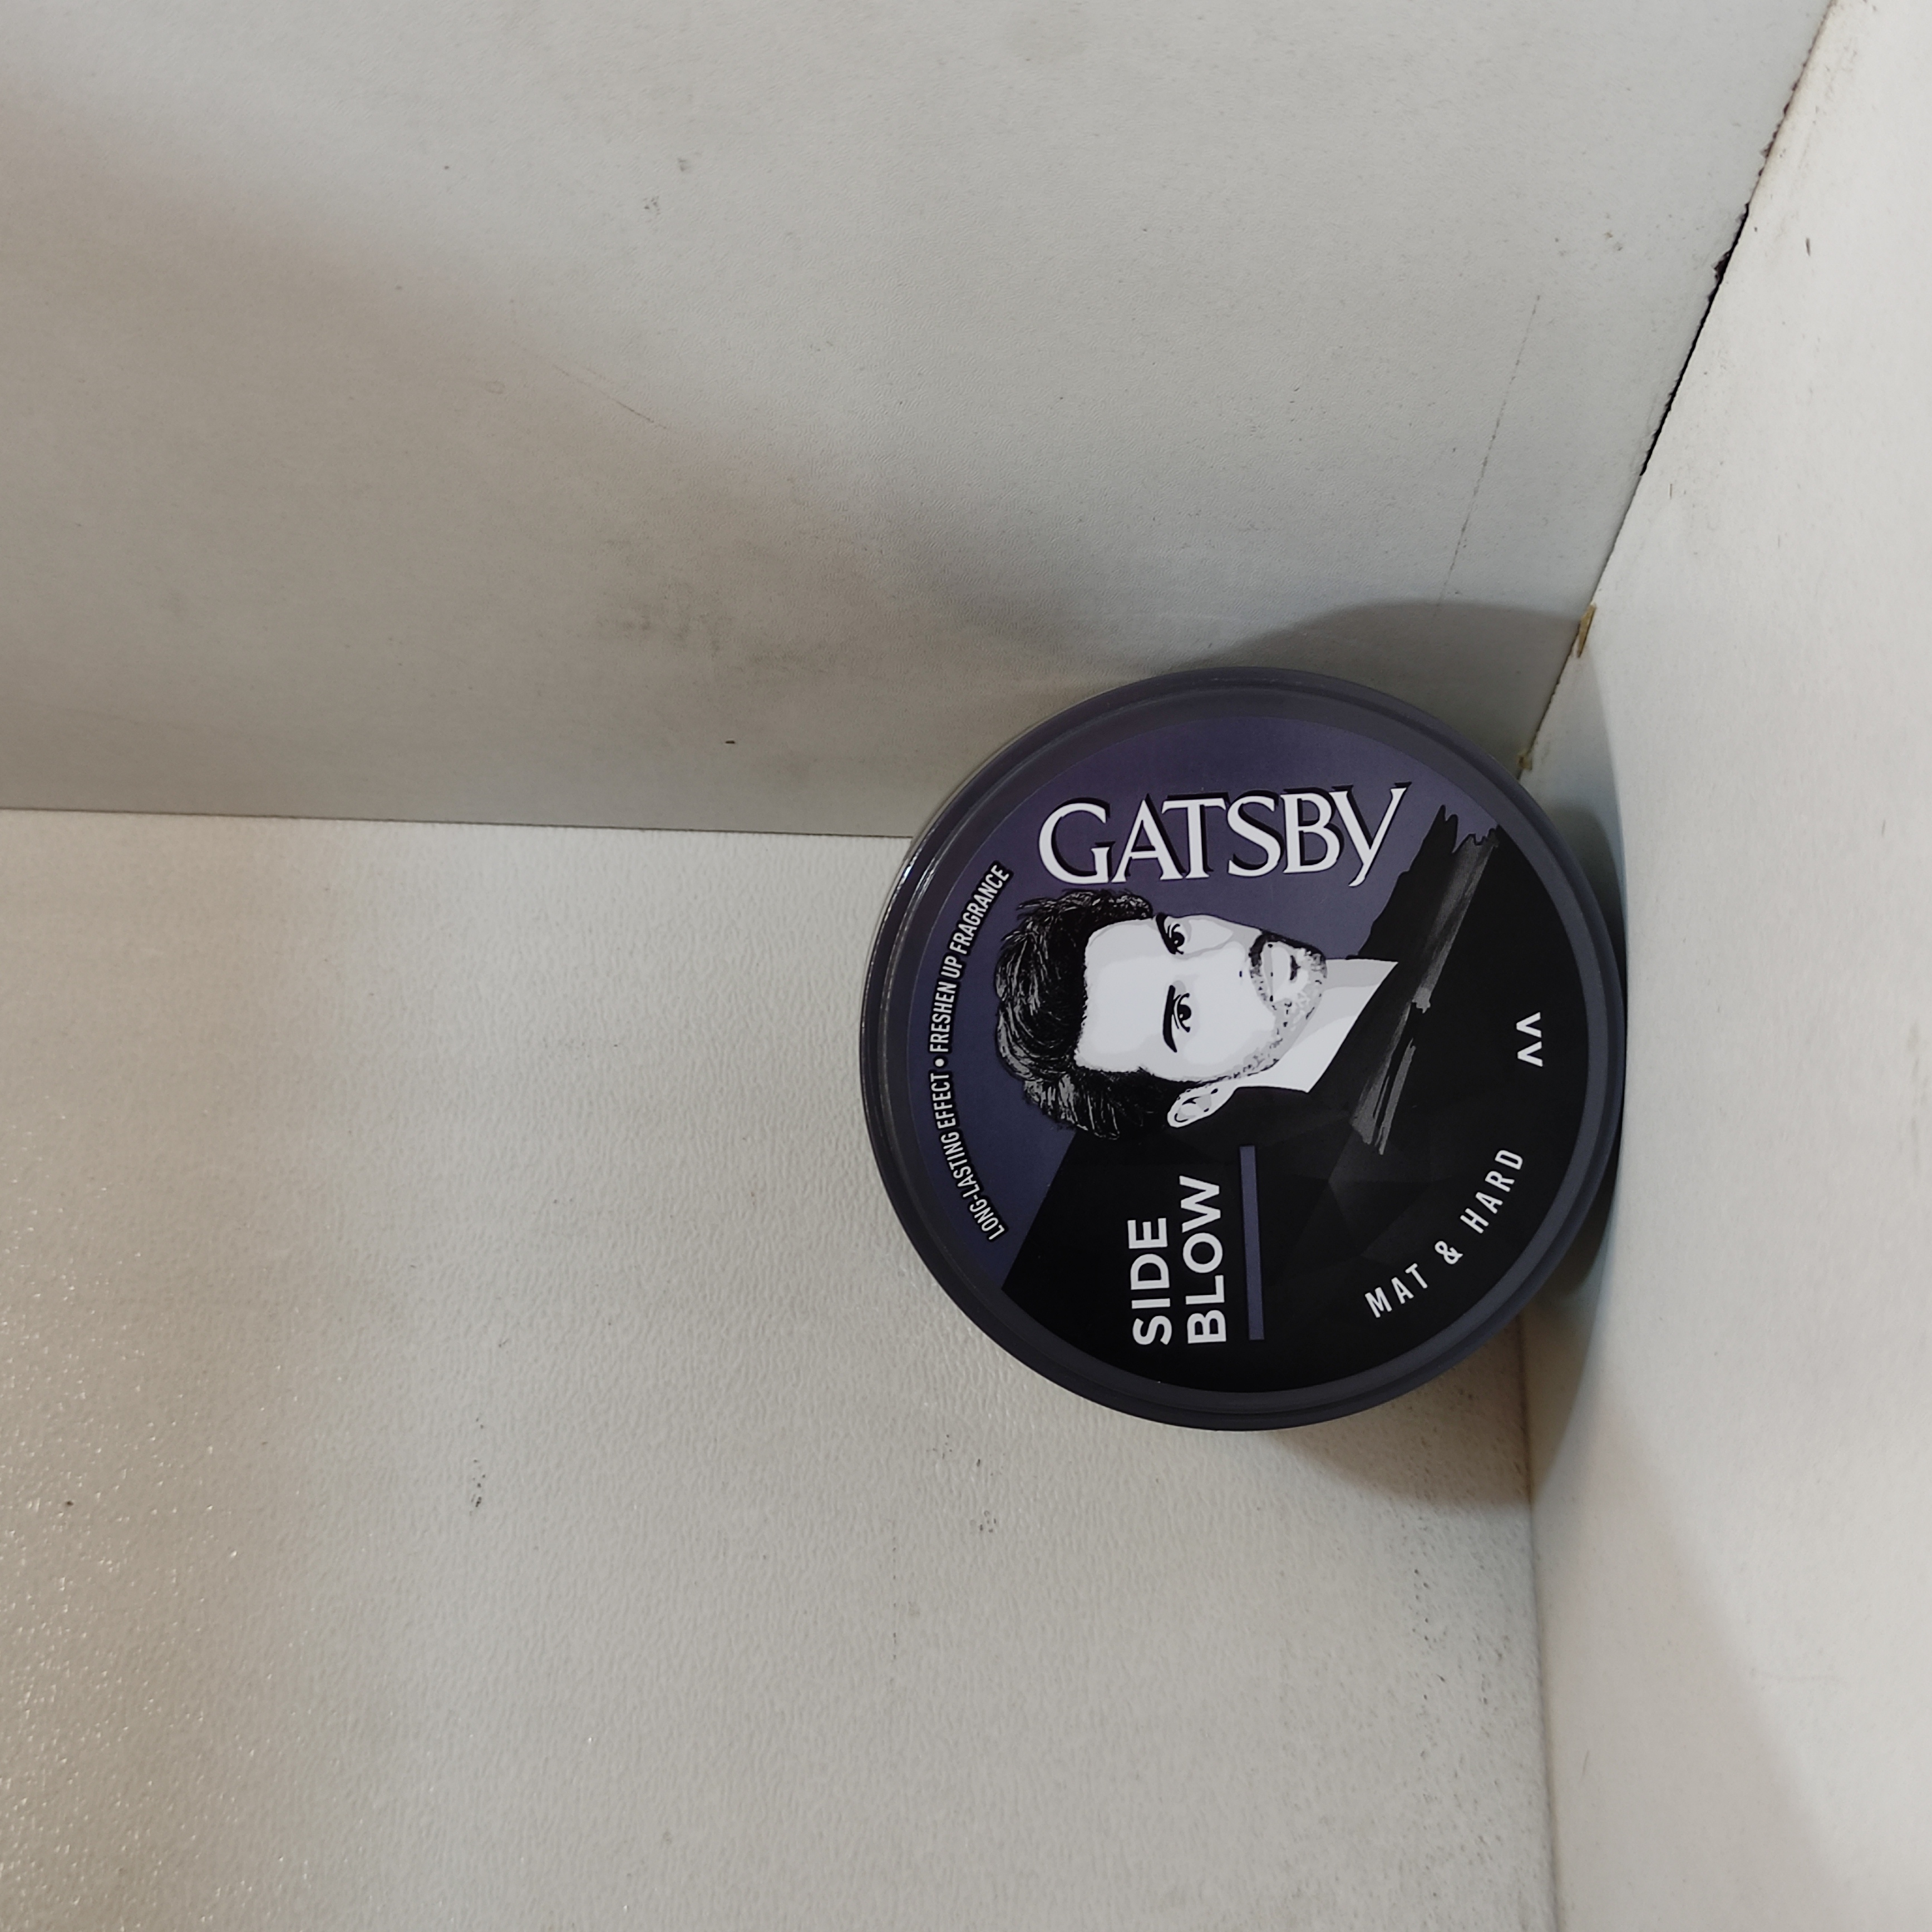 LONG-LASTING EFFECT • FRESHEN UP FRAGRANCE
GATSBY
SIDE
BLOW
MAT & HARD